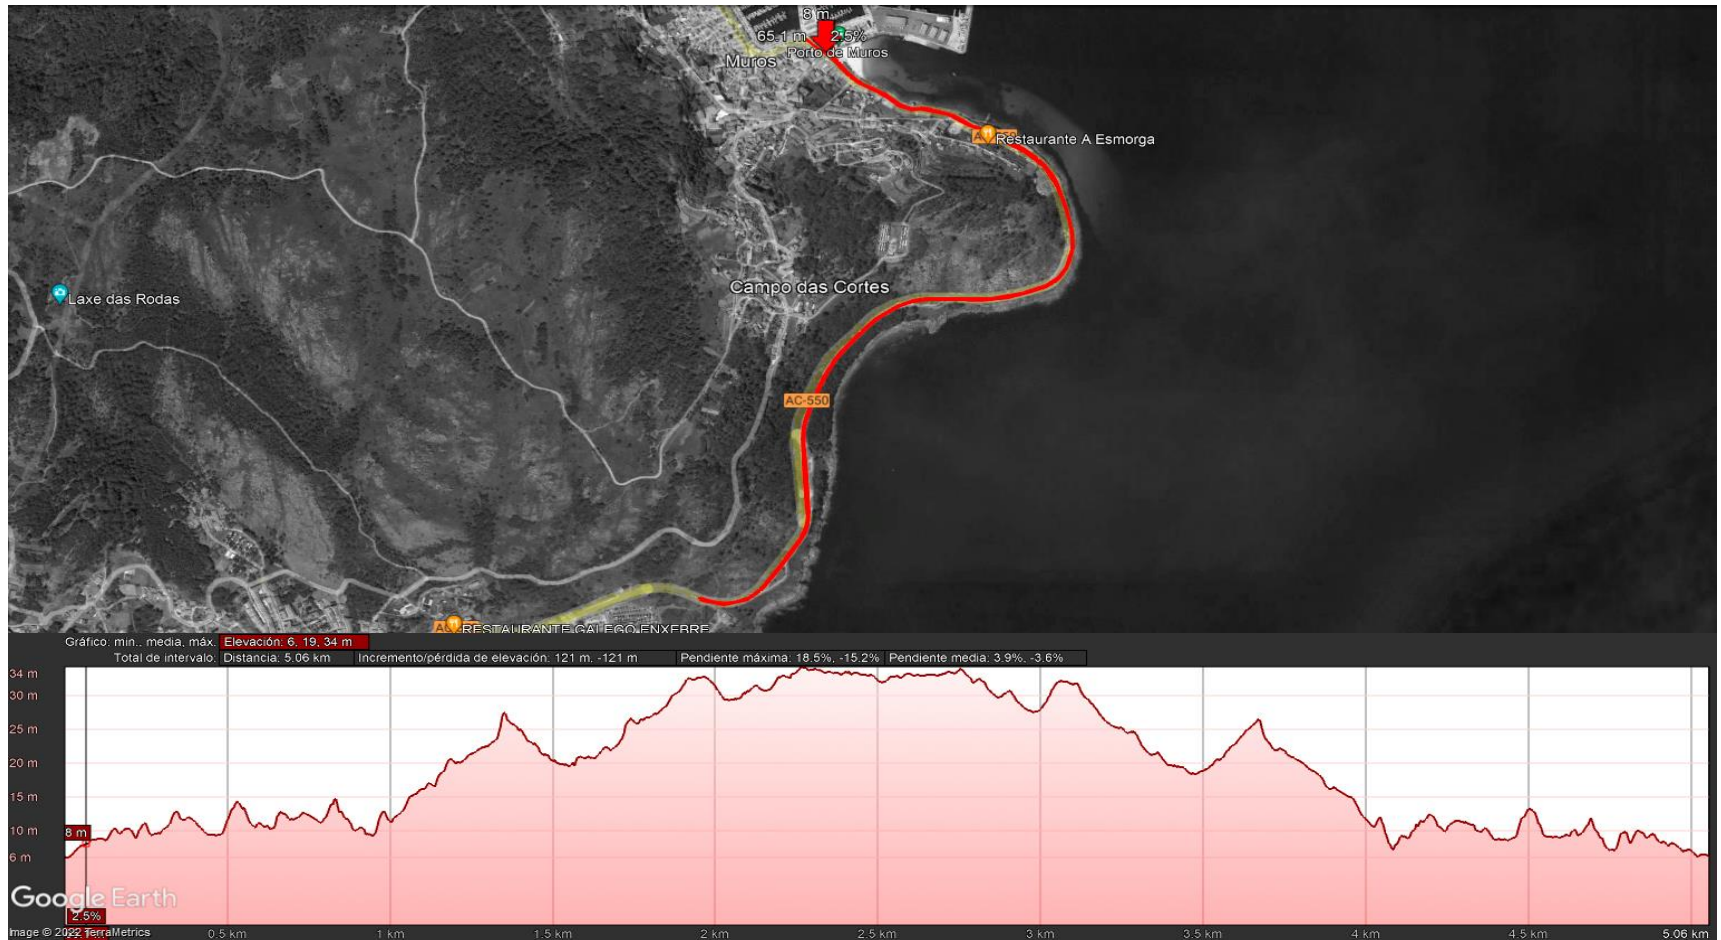 8 m
65.1 m 2.5%
Porto de Muros
Muros
Restaurante A Esmorga
Laxe das Rodas
Campo das Cortes
AC-550
RESTAURANTE GALEGO ENXEBRE
Gráfico: min., media, máx. Elevación: 6, 19, 34 m
Total de intervalo: Distancia: 5.06 km Incremento/pérdida de elevación: 121 m, -121 m Pendiente máxima: 18.5%, -15.2% Pendiente media: 3.9%, -3.6%
34 m
30 m
25 m
20 m
15 m
10 m
8 m
6 m
Google Earth
2.5%
Image © 2022 TerraMetrics
0.5 km 1 km 1.5 km 2 km 2.5 km 3 km 3.5 km 4 km 4.5 km 5.06 km